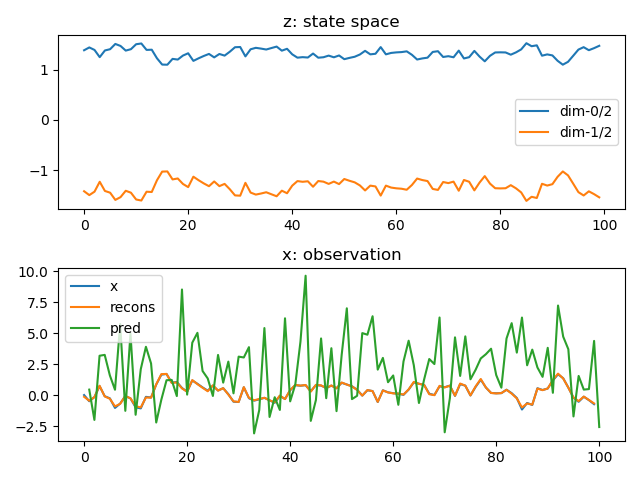 z: state space
1
0
−1
dim-0/2
dim-1/2
0 20 40 60 80 100
x: observation
10.0
7.5
5.0
2.5
0.0
−2.5
x
recons
pred
0 20 40 60 80 100